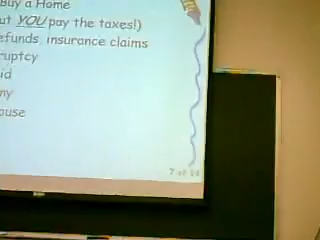 Buy a Home
ut YOU pay the taxes!)
efunds, insurance claims
ruptcy
id
ny
ouse
7 of 14